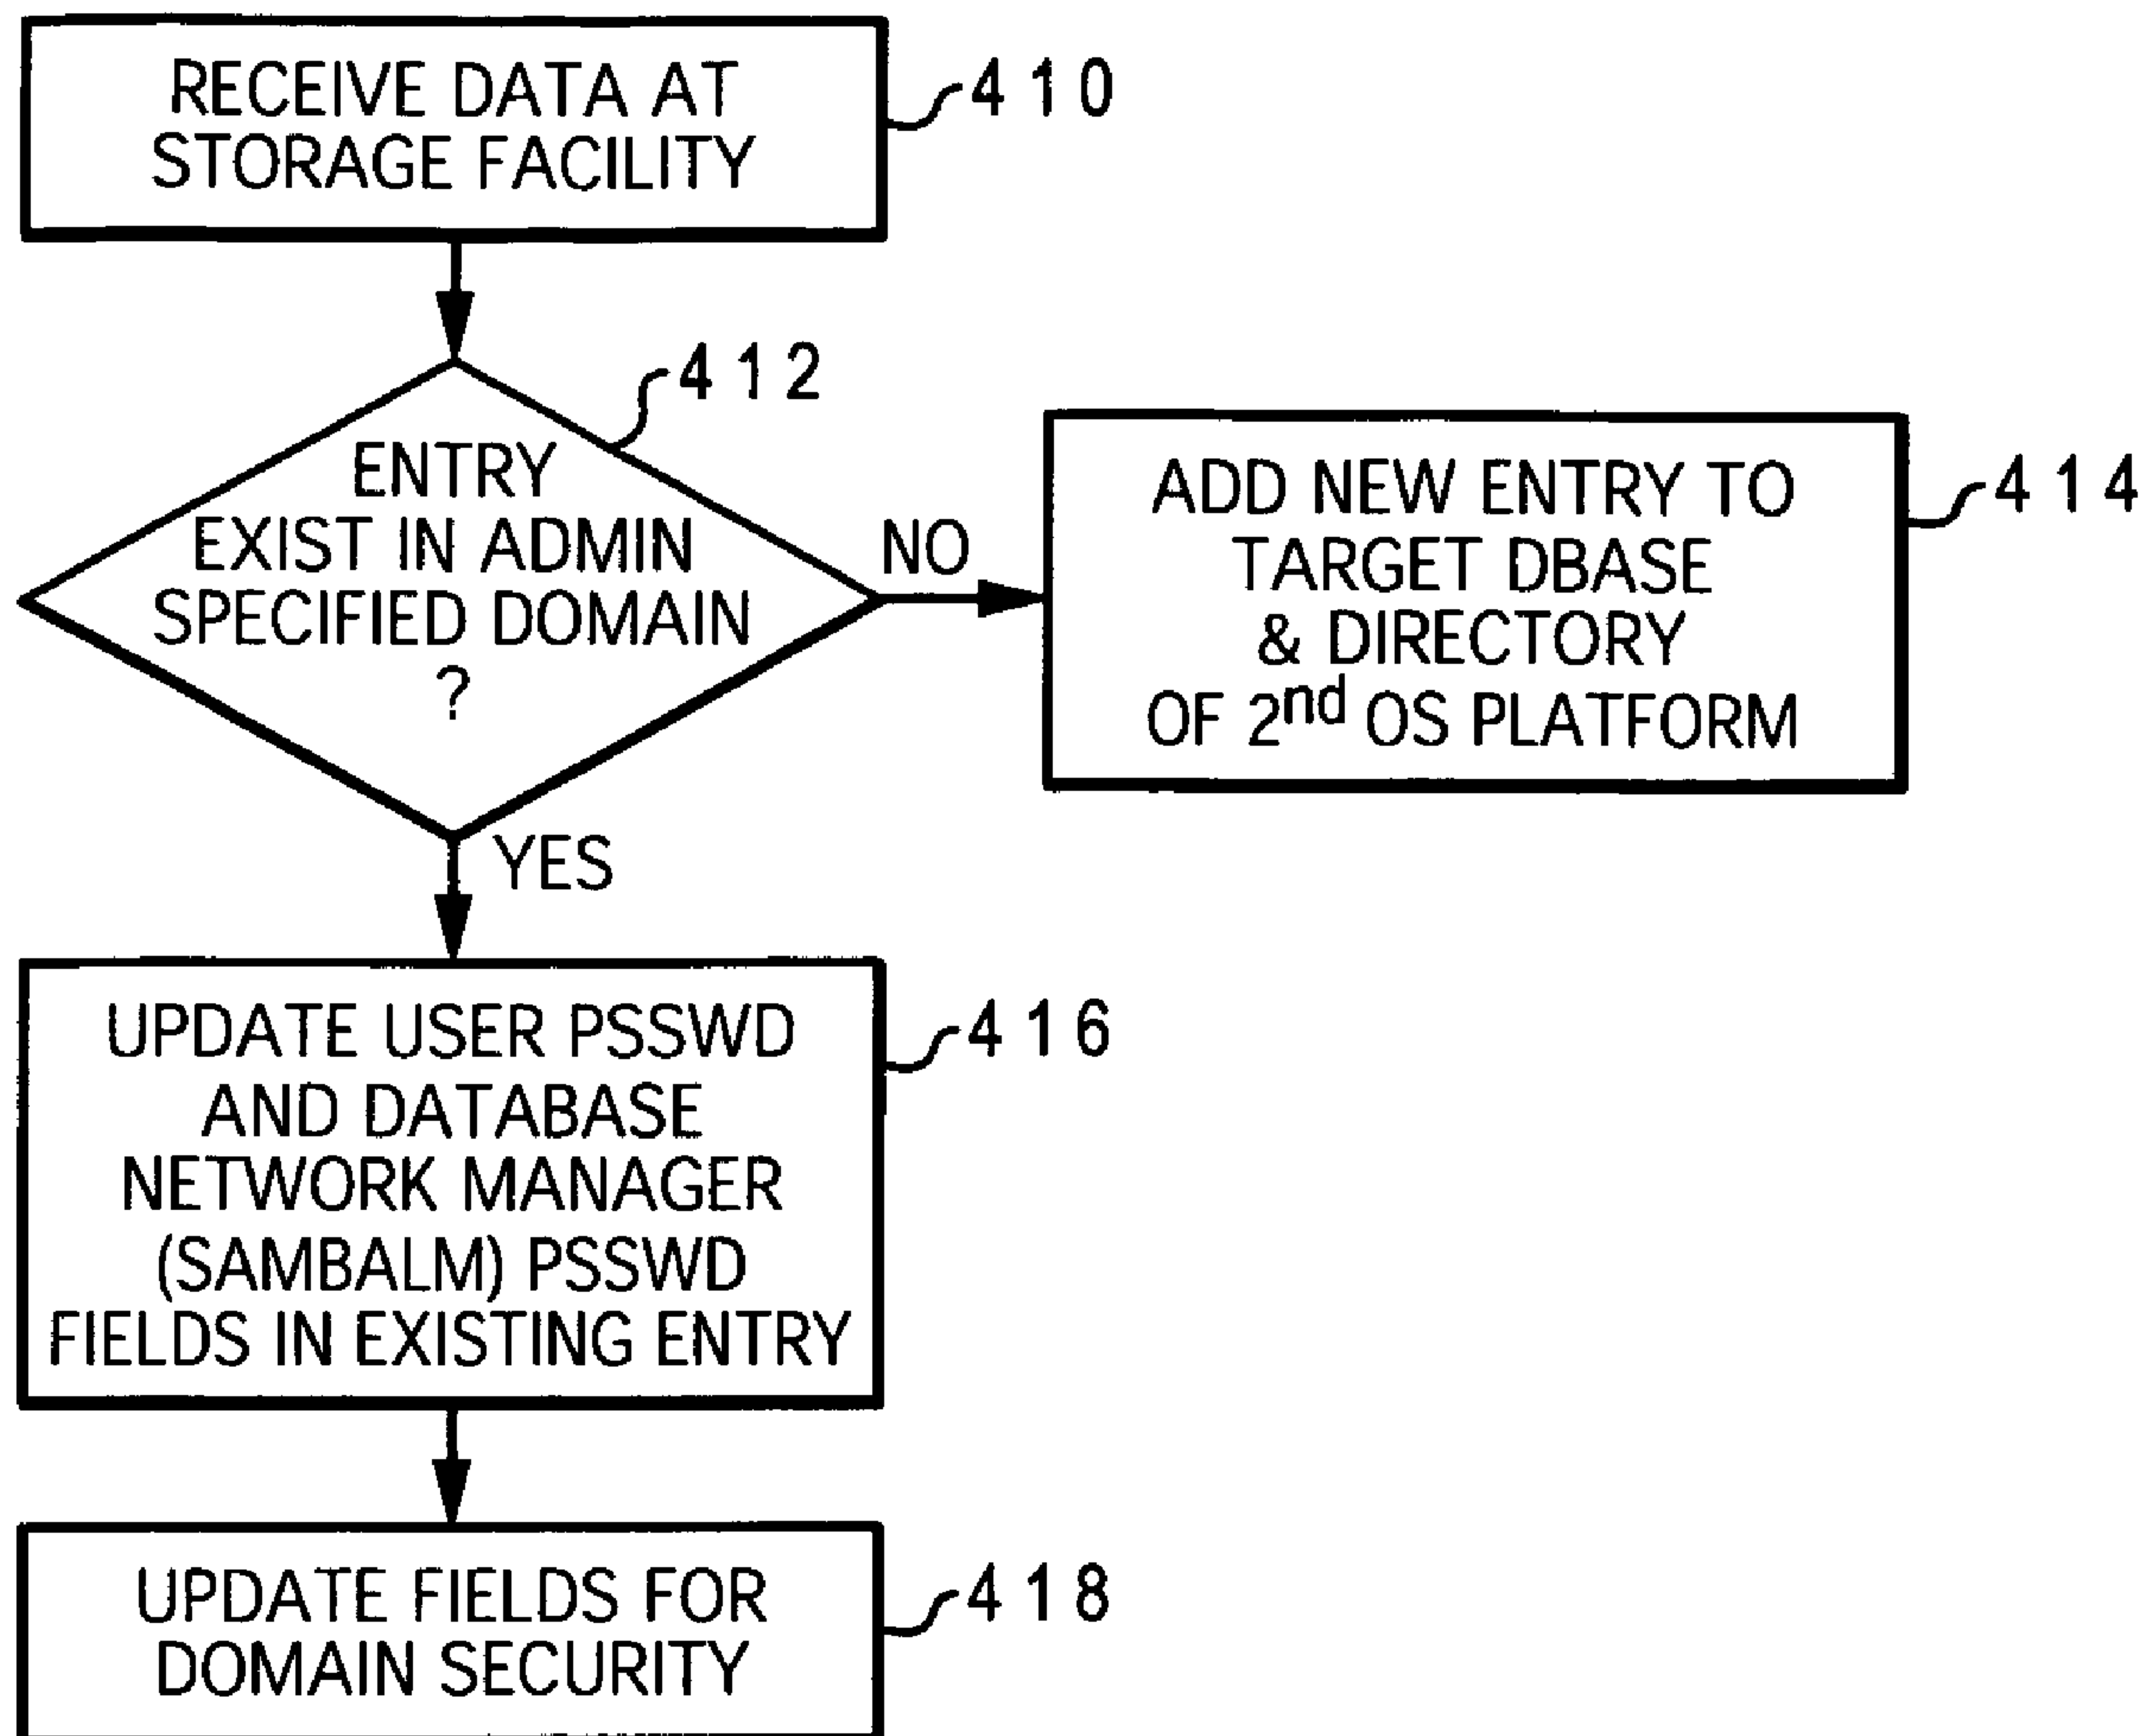 RECEIVE DATA AT
STORAGE FACILITY
410
412
ENTRY
EXIST IN ADMIN
SPECIFIED DOMAIN
?
NO
ADD NEW ENTRY TO
TARGET DBASE
& DIRECTORY
OF 2nd OS PLATFORM
414
YES
UPDATE USER PSSWD
AND DATABASE
NETWORK MANAGER
(SAMBALM) PSSWD
FIELDS IN EXISTING ENTRY
416
UPDATE FIELDS FOR
DOMAIN SECURITY
418